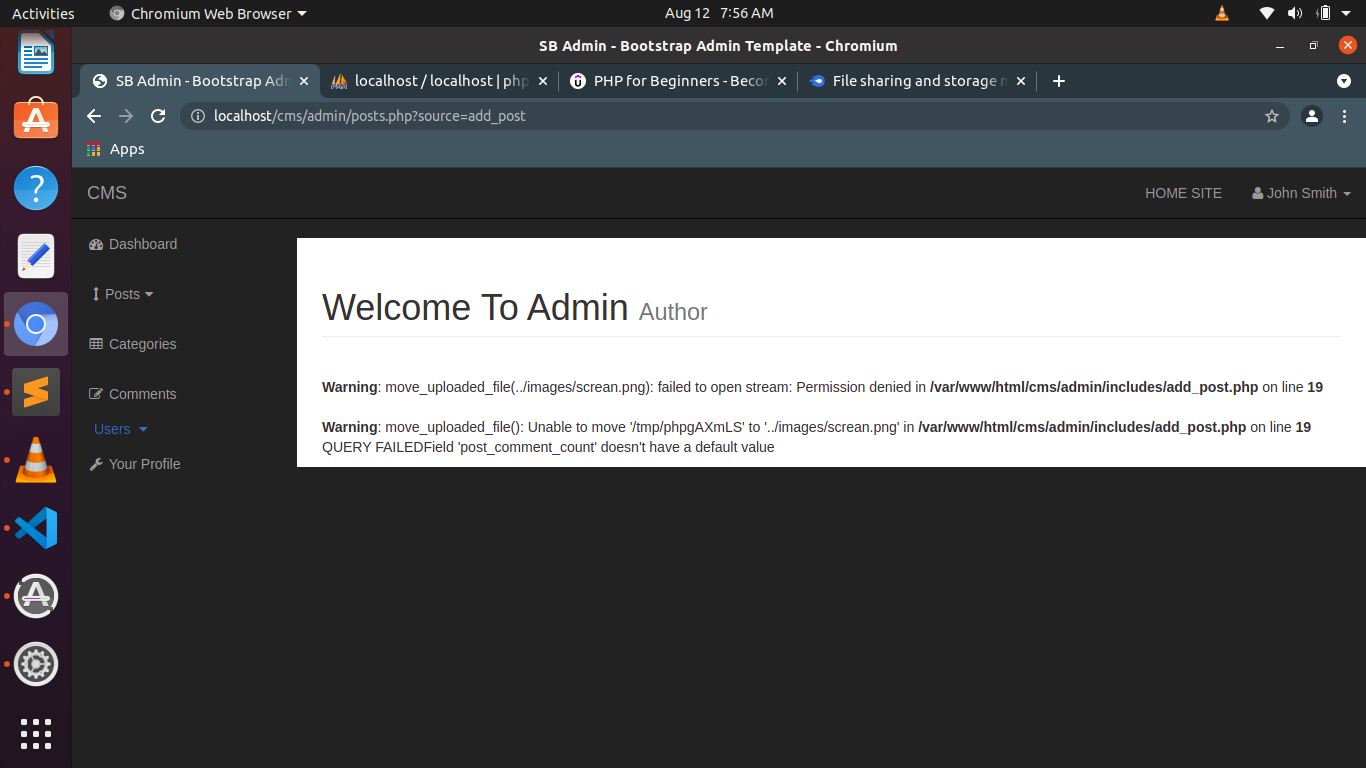 Activities
Chromium Web Browser
Aug 12 7:56 AM
SB Admin - Bootstrap Admin Template - Chromium
SB Admin - Bootstrap Adm
localhost / localhost | php
PHP for Beginners - Becor
File sharing and storage m
localhost/cms/admin/posts.php?source=add_post
Apps
CMS
HOME SITE
John Smith
Dashboard
Posts
Categories
Comments
Users
Your Profile
Welcome To Admin Author
Warning: move_uploaded_file(../images/screan.png): failed to open stream: Permission denied in /var/www/html/cms/admin/includes/add_post.php on line 19
Warning: move_uploaded_file(): Unable to move '/tmp/phpgAXmLS' to '../images/screan.png' in /var/www/html/cms/admin/includes/add_post.php on line 19
QUERY FAILEDField 'post_comment_count' doesn't have a default value